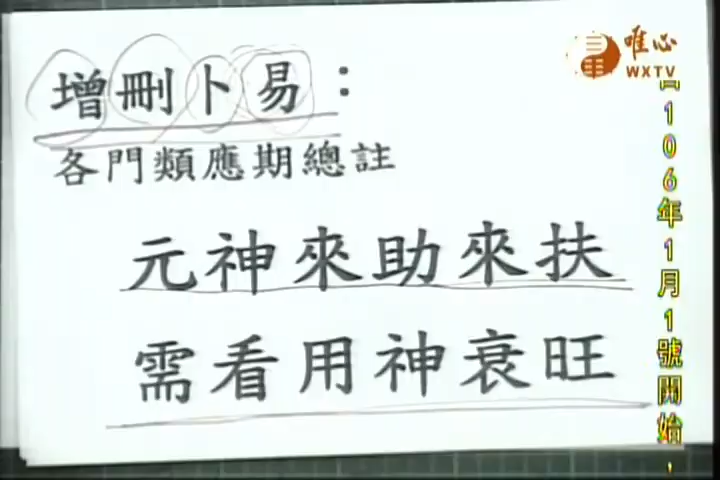 增刪卜易：
各門類應期總註
元神來助來扶
需看用神衰旺
唯心
WXTV
自106年1月1號開始，